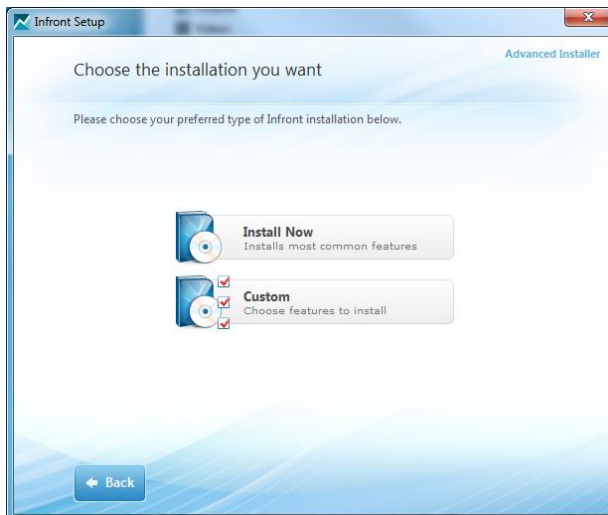 Infront Setup
Advanced Installer
Choose the installation you want
Please choose your preferred type of Infront installation below.
Install Now
Installs most common features
Custom
Choose features to install
Back